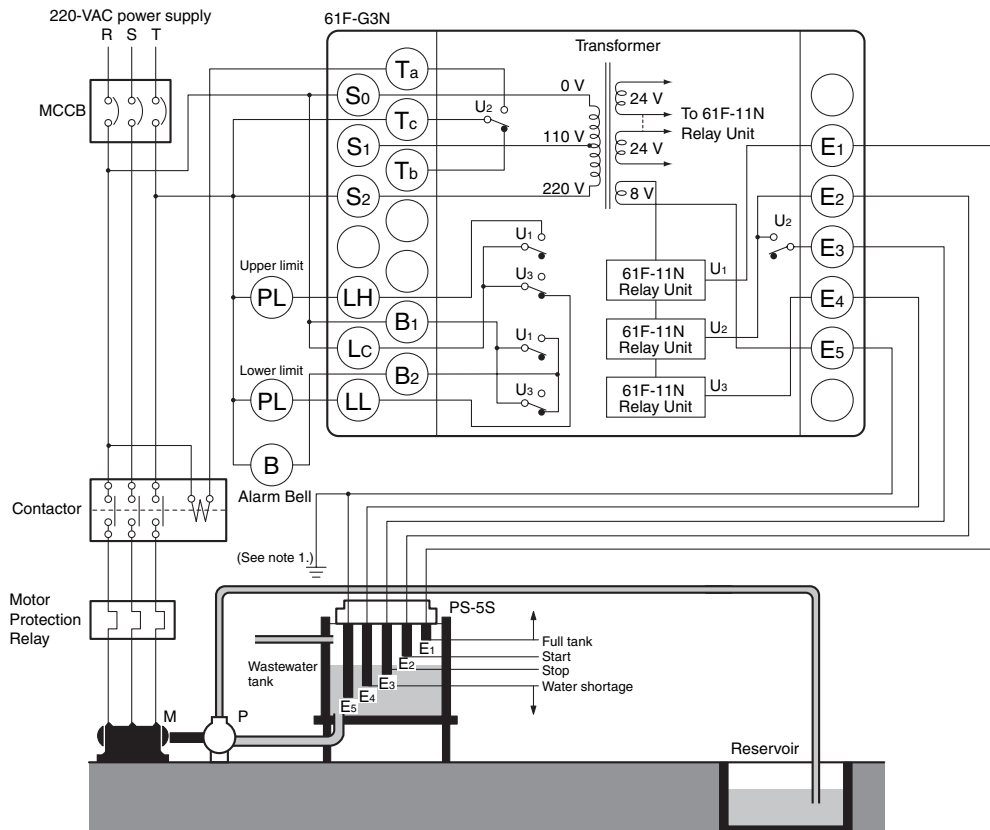 220-VAC power supply
R S T
MCCB
61F-G3N
Ta
S0
Tc
S1
Tb
S2
LH
B1
LC
B2
LL
Upper limit
PL
Lower limit
PL
B
Alarm Bell
Transformer
0 V
110 V
220 V
24 V
24 V
8 V
To 61F-11N
Relay Unit
U2
U1
U3
U1
U3
61F-11N
Relay Unit
U1
61F-11N
Relay Unit
U2
61F-11N
Relay Unit
U3
U2
E1
E2
E3
E4
E5
Contactor
(See note 1.)
Motor
Protection
Relay
PS-5S
Wastewater
tank
E1
E2
E3
E4
E5
Full tank
Start
Stop
Water shortage
M
P
Reservoir